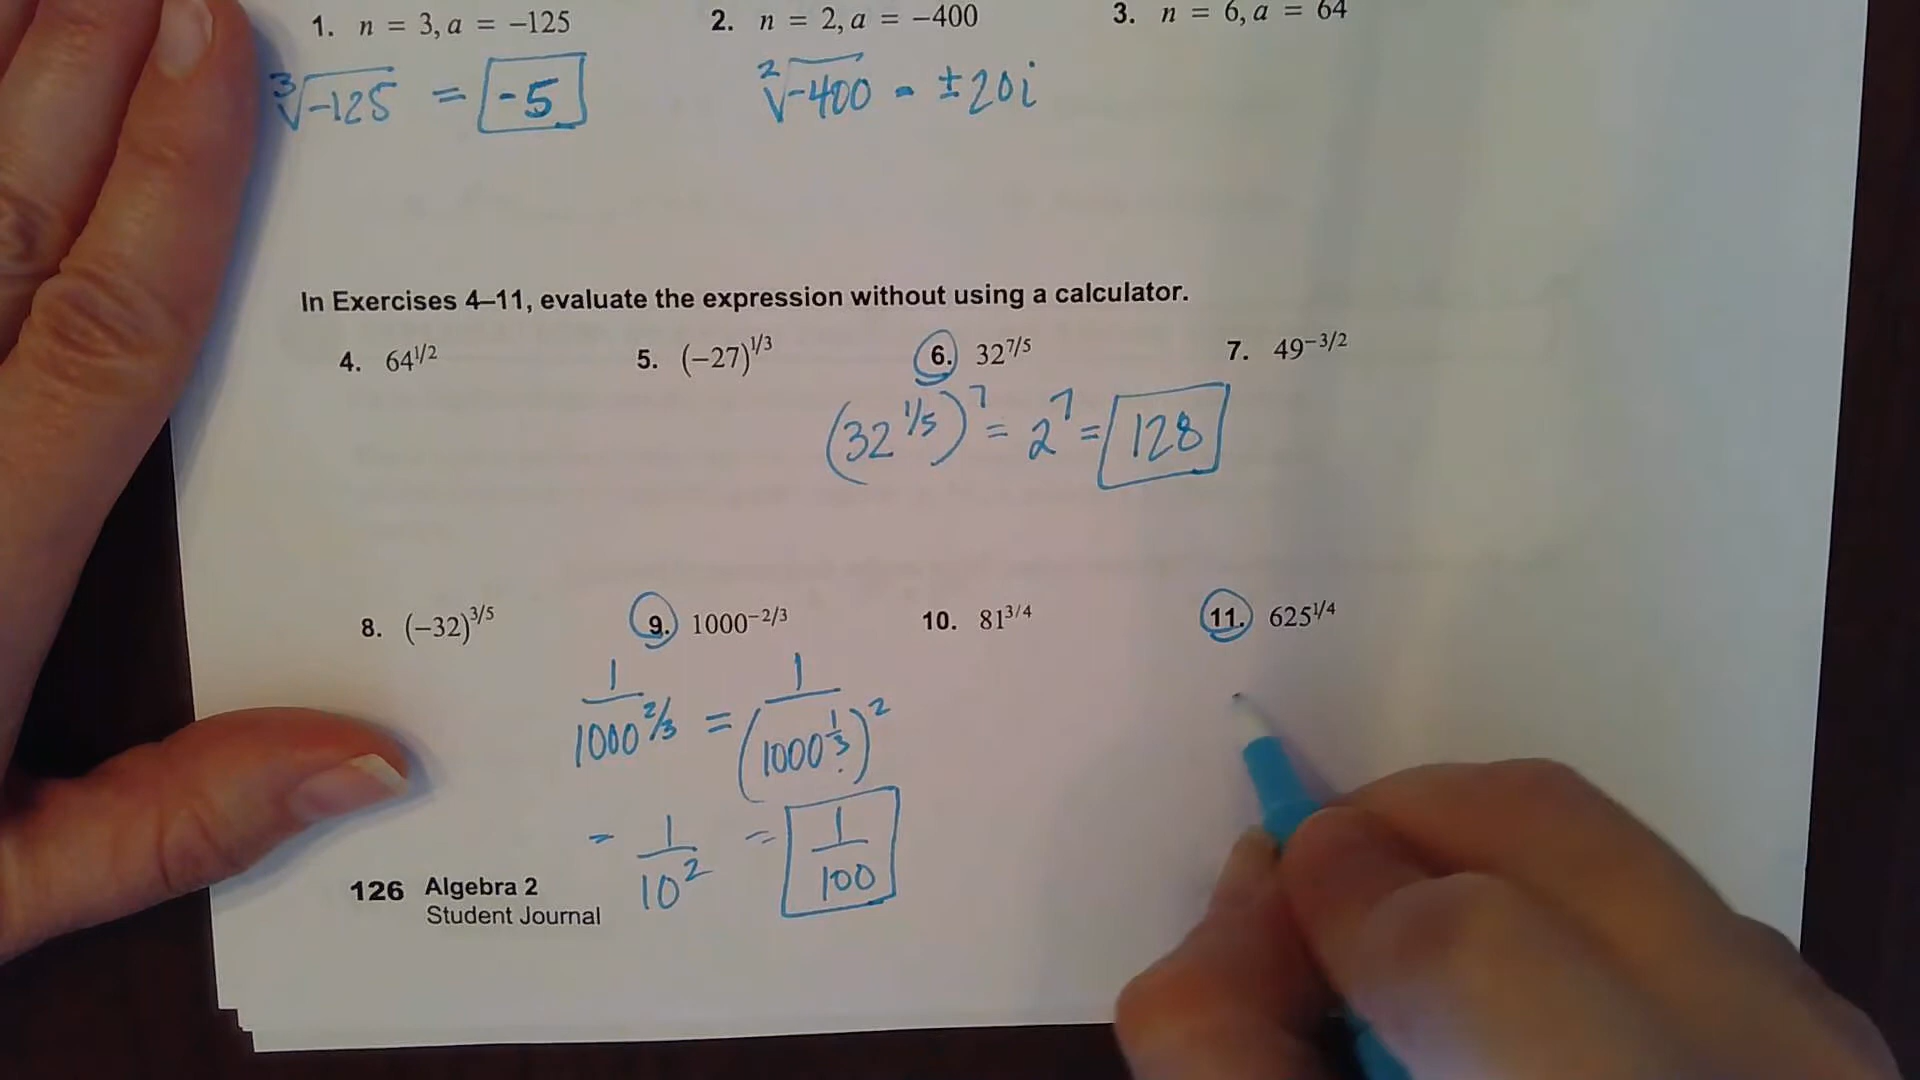 1. n = 3, a = −125 2. n = 2, a = −400 3. n = 6, a = 64
∛−125 = -5 ²√−400 = ±20i
In Exercises 4–11, evaluate the expression without using a calculator.
4. 64^1/2 5. (−27)^1/3 6. 32^7/5 7. 49^−3/2
(32^1/5)^7 = 2^7 = 128
8. (−32)^3/5 9. 1000^−2/3 10. 81^3/4 11. 625^1/4
1/1000^2/3 = 1/(1000^1/3)^2
= 1/10^2 = 1/100
126 Algebra 2
Student Journal